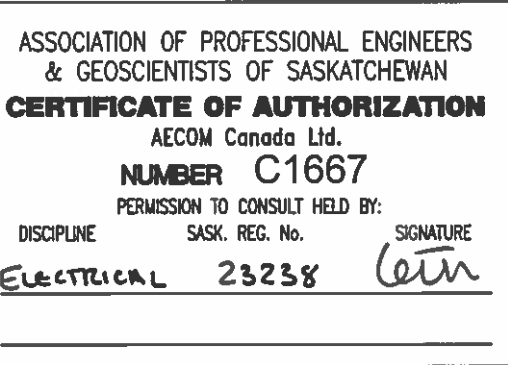 ASSOCIATION OF PROFESSIONAL ENGINEERS
& GEOSCIENTISTS OF SASKATCHEWAN
CERTIFICATE OF AUTHORIZATION
AECOM Canada Ltd.
NUMBER C1667
PERMISSION TO CONSULT HELD BY:
DISCIPLINE SASK. REG. No. SIGNATURE
ELECTRICAL 23238